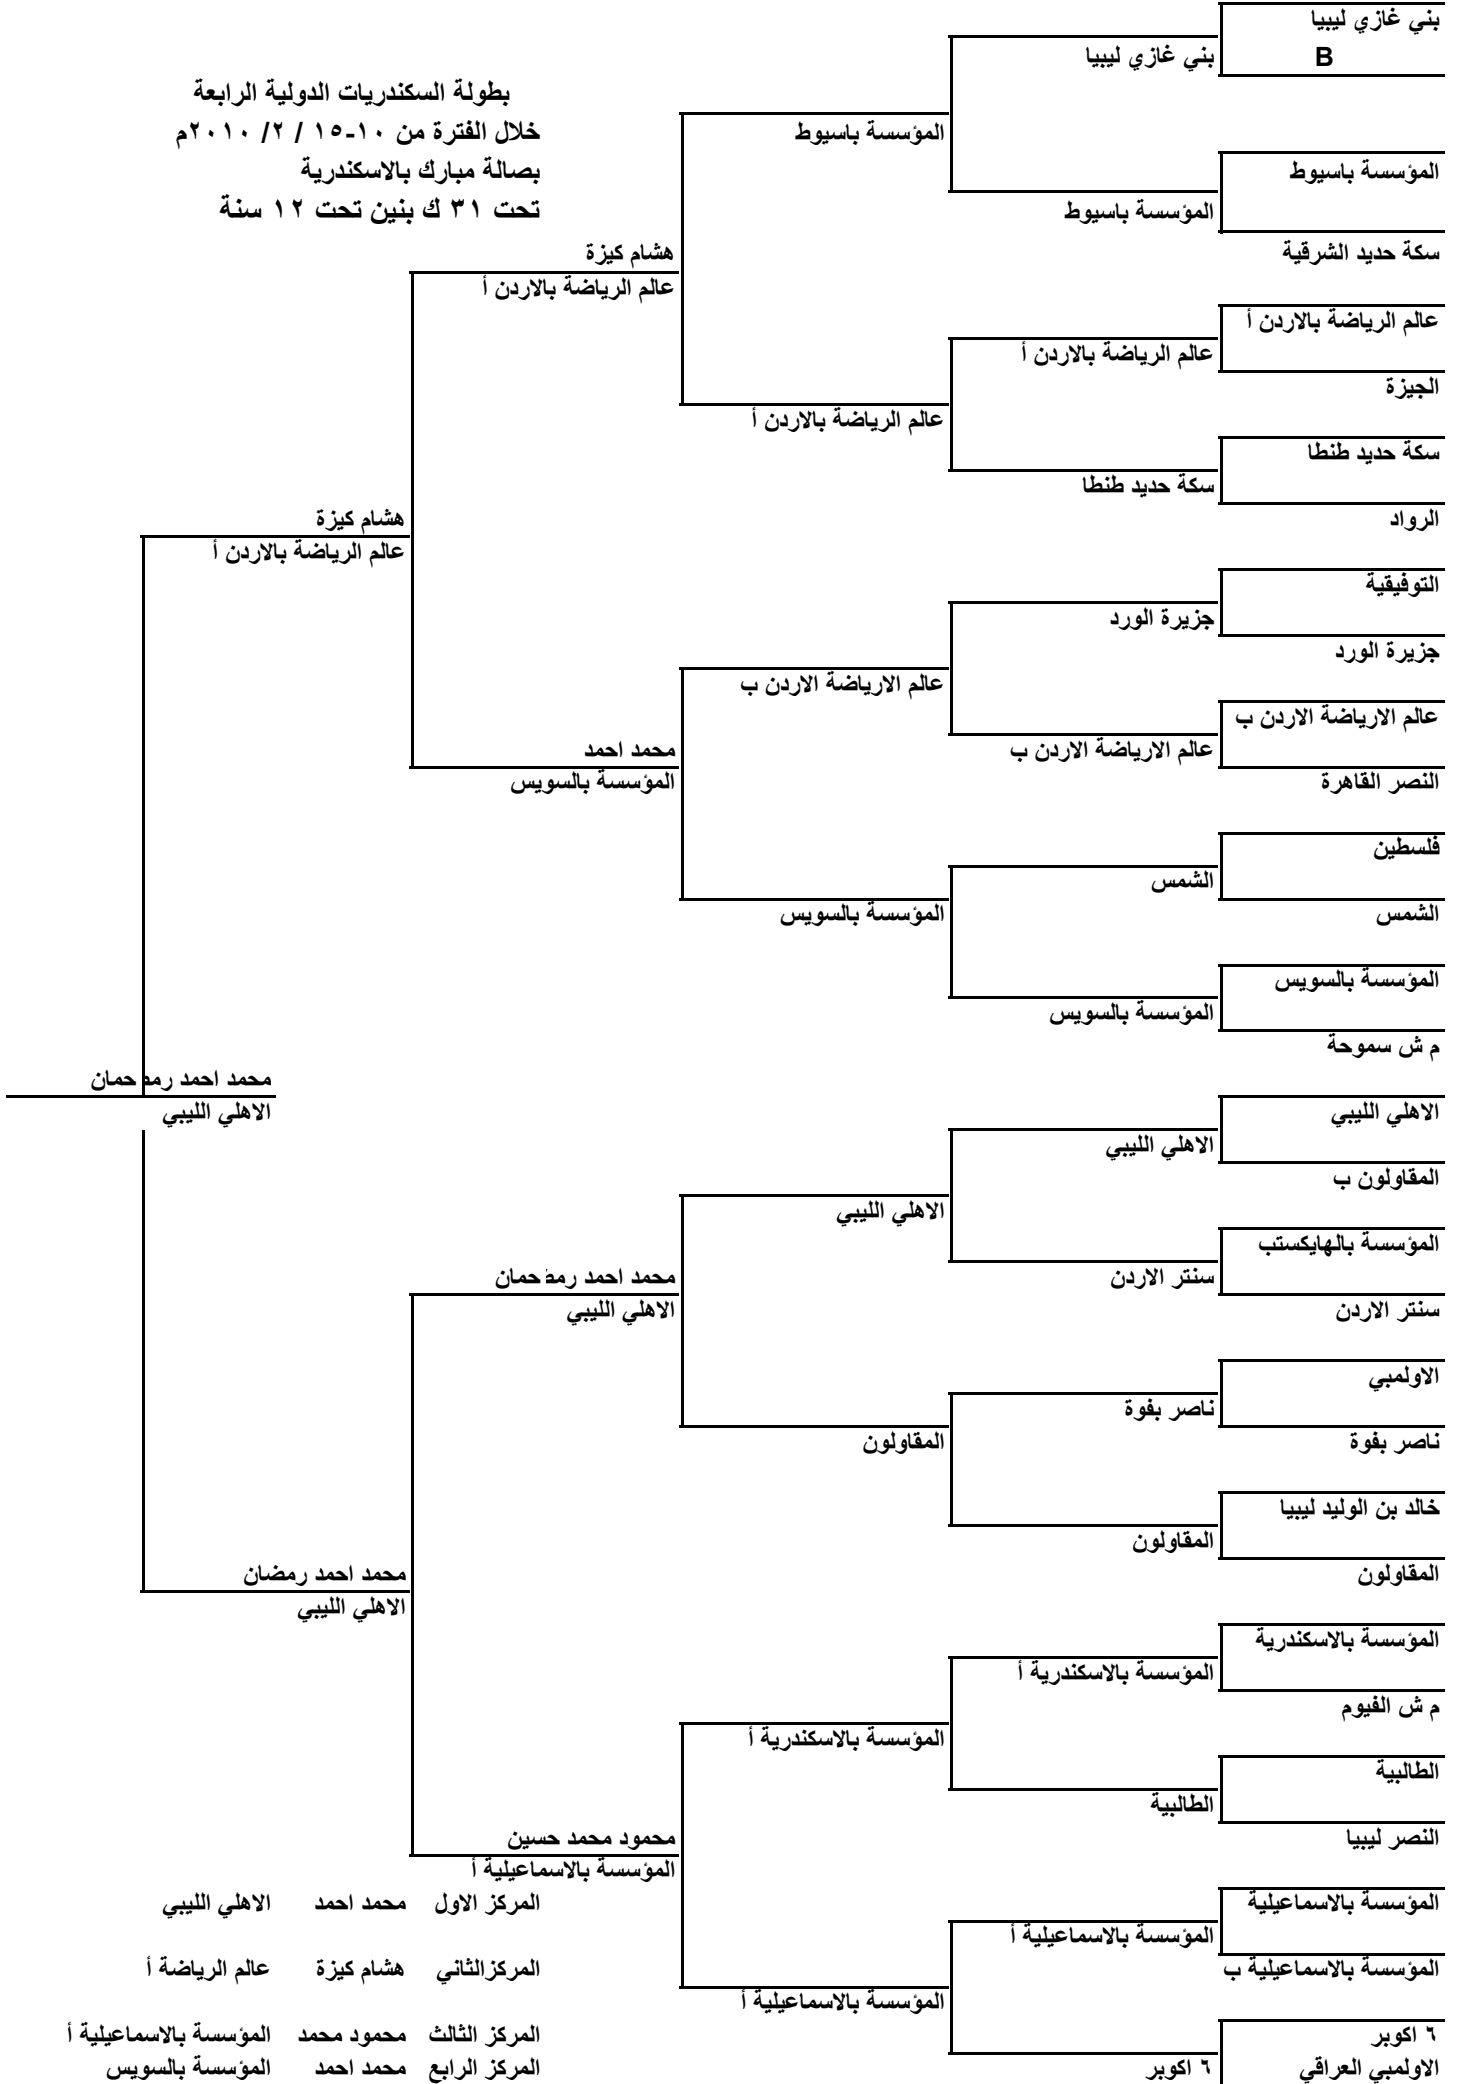 بطولة السكندريات الدولية الرابعة
خلال الفترة من ١٠-١٥ / ٢/ ٢٠١٠م
بصالة مبارك بالاسكندرية
تحت ٣١ ك بنين تحت ١٢ سنة
بني غازي ليبيا
B
المؤسسة باسيوط
سكة حديد الشرقية
عالم الرياضة بالاردن أ
الجيزة
سكة حديد طنطا
الرواد
التوفيقية
جزيرة الورد
عالم الارياضة الاردن ب
النصر القاهرة
فلسطين
الشمس
المؤسسة بالسويس
م ش سموحة
الاهلي الليبي
المقاولون ب
المؤسسة بالهايكستب
سنتر الاردن
الاولمبي
ناصر بفوة
خالد بن الوليد ليبيا
المقاولون
المؤسسة بالاسكندرية
م ش الفيوم
الطالبية
النصر ليبيا
المؤسسة بالاسماعيلية
المؤسسة بالاسماعيلية ب
٦ اكوبر
الاولمبي العراقي
بني غازي ليبيا
المؤسسة باسيوط
عالم الرياضة بالاردن أ
سكة حديد طنطا
جزيرة الورد
عالم الارياضة الاردن ب
الشمس
المؤسسة بالسويس
الاهلي الليبي
سنتر الاردن
ناصر بفوة
المقاولون
المؤسسة بالاسكندرية أ
الطالبية
المؤسسة بالاسماعيلية أ
٦ اكوبر
المؤسسة باسيوط
عالم الرياضة بالاردن أ
عالم الارياضة الاردن ب
المؤسسة بالسويس
الاهلي الليبي
المقاولون
المؤسسة بالاسكندرية أ
المؤسسة بالاسماعيلية أ
هشام كيزة
عالم الرياضة بالاردن أ
محمد احمد
المؤسسة بالسويس
محمد احمد
الاهلي الليبي
محمود محمد حسين
المؤسسة بالاسماعيلية أ
هشام كيزة
عالم الرياضة بالاردن أ
محمد احمد رمضان
الاهلي الليبي
محمد احمد
الاهلي الليبي
المركز الاول محمد احمد الاهلي الليبي
المركزالثاني هشام كيزة عالم الرياضة أ
المركز الثالث محمود محمد المؤسسة بالاسماعيلية أ
المركز الرابع محمد احمد المؤسسة بالسويس